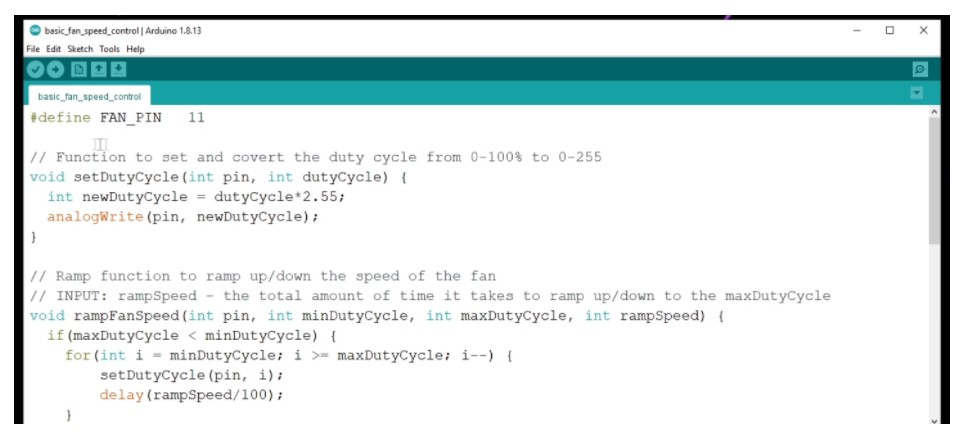 basic_fan_speed_control | Arduino 1.8.13
File Edit Sketch Tools Help
basic_fan_speed_control
#define FAN_PIN   11
// Function to set and covert the duty cycle from 0-100% to 0-255
void setDutyCycle(int pin, int dutyCycle) {
  int newDutyCycle = dutyCycle*2.55;
  analogWrite(pin, newDutyCycle);
}
// Ramp function to ramp up/down the speed of the fan
// INPUT: rampSpeed - the total amount of time it takes to ramp up/down to the maxDutyCycle
void rampFanSpeed(int pin, int minDutyCycle, int maxDutyCycle, int rampSpeed) {
  if(maxDutyCycle < minDutyCycle) {
    for(int i = minDutyCycle; i >= maxDutyCycle; i--) {
        setDutyCycle(pin, i);
        delay(rampSpeed/100);
    }